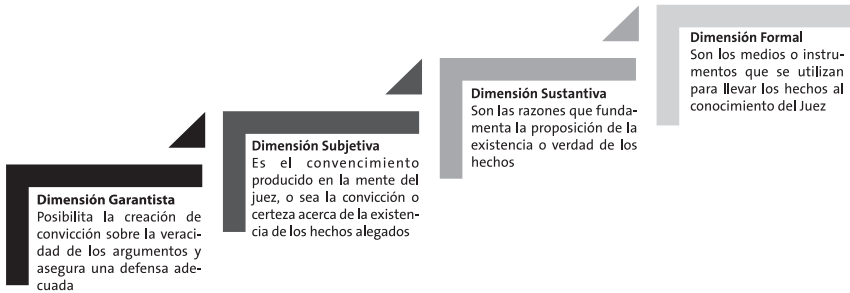 Dimensión Formal
Son los medios o instru-
mentos que se utilizan
para llevar los hechos al
conocimiento del Juez
Dimensión Sustantiva
Son las razones que funda-
menta la proposición de la
existencia o verdad de los
hechos
Dimensión Subjetiva
Es el convencimiento
producido en la mente del
juez, o sea la convicción o
certeza acerca de la existen-
cia de los hechos alegados
Dimensión Garantista
Posibilita la creación de
convicción sobre la veraci-
dad de los argumentos y
asegura una defensa ade-
cuada